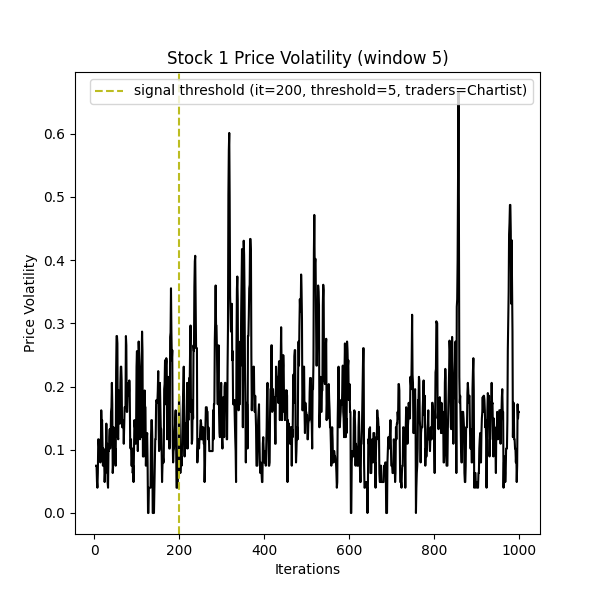 Stock 1 Price Volatility (window 5)
signal threshold (it=200, threshold=5, traders=Chartist)
Price Volatility
0.6
0.5
0.4
0.3
0.2
0.1
0.0
0 200 400 600 800 1000
Iterations